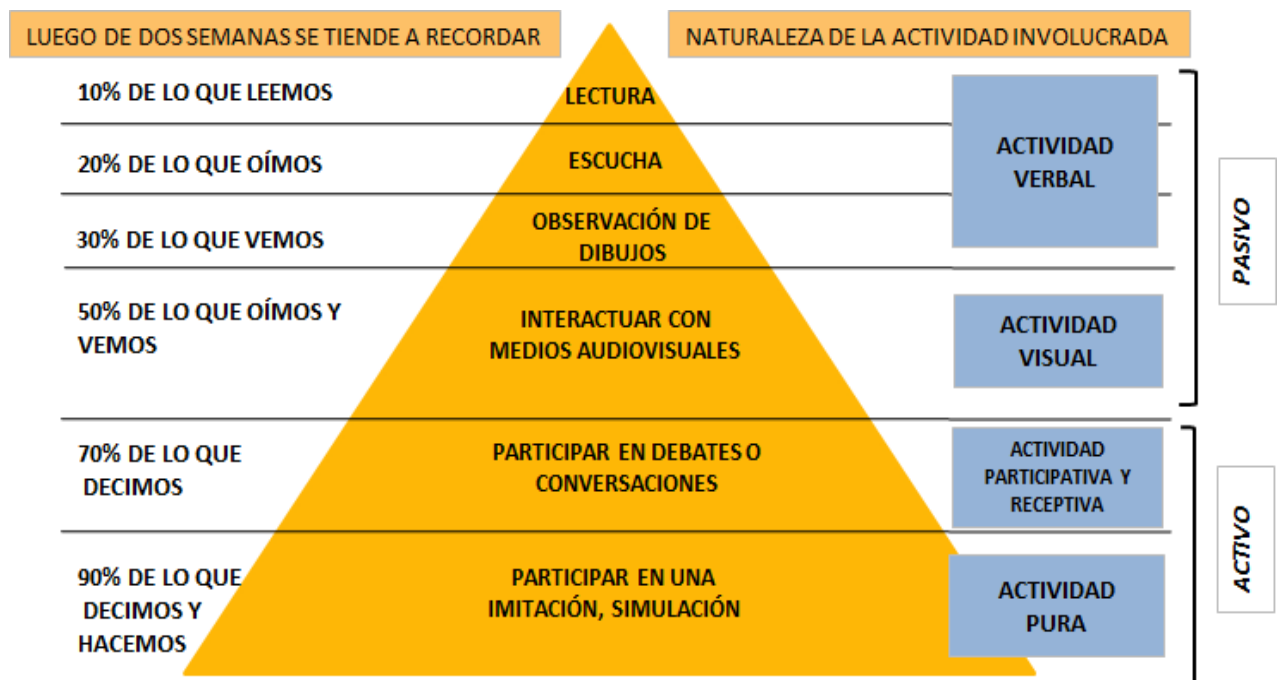 LUEGO DE DOS SEMANAS SE TIENDE A RECORDAR
NATURALEZA DE LA ACTIVIDAD INVOLUCRADA
10% DE LO QUE LEEMOS
LECTURA
20% DE LO QUE OÍMOS
ESCUCHA
ACTIVIDAD
VERBAL
30% DE LO QUE VEMOS
OBSERVACIÓN DE
DIBUJOS
50% DE LO QUE OÍMOS Y
VEMOS
INTERACTUAR CON
MEDIOS AUDIOVISUALES
ACTIVIDAD
VISUAL
PASIVO
70% DE LO QUE
DECIMOS
PARTICIPAR EN DEBATES O
CONVERSACIONES
ACTIVIDAD
PARTICIPATIVA Y
RECEPTIVA
90% DE LO QUE
DECIMOS Y
HACEMOS
PARTICIPAR EN UNA
IMITACIÓN, SIMULACIÓN
ACTIVIDAD
PURA
ACTIVO